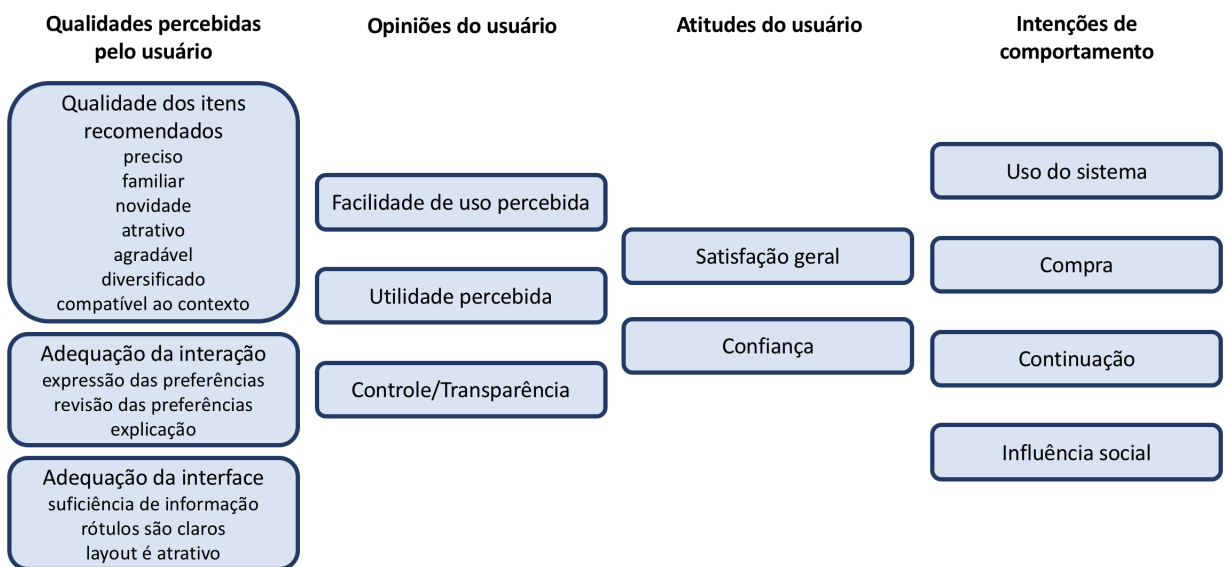 Qualidades percebidas
pelo usuário
Qualidade dos itens
recomendados
preciso
familiar
novidade
atrativo
agradável
diversificado
compatível ao contexto
Adequação da interação
expressão das preferências
revisão das preferências
explicação
Adequação da interface
suficiência de informação
rótulos são claros
layout é atrativo
Opiniões do usuário
Facilidade de uso percebida
Utilidade percebida
Controle/Transparência
Atitudes do usuário
Satisfação geral
Confiança
Intenções de
comportamento
Uso do sistema
Compra
Continuação
Influência social